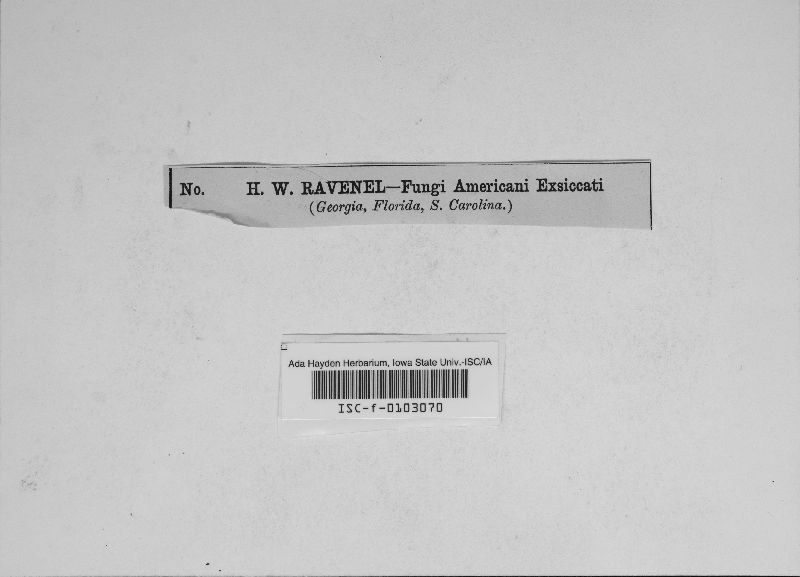 No. H. W. RAVENEL—Fungi Americani Exsiccati
(Georgia, Florida, S. Carolina.)
Ada Hayden Herbarium, Iowa State Univ.-ISC/IA
ISC-f-0103070